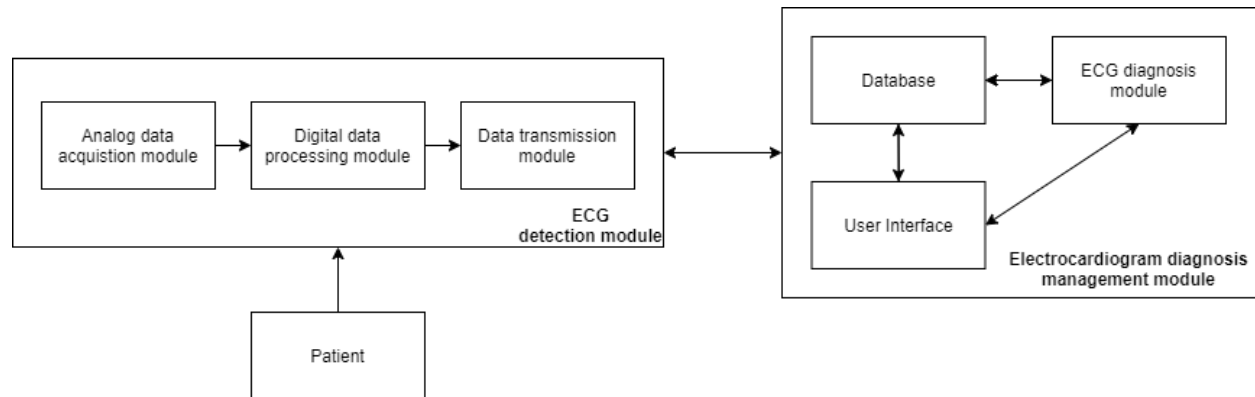 Analog data
acquistion module
Digital data
processing module
Data transmission
module
ECG
detection module
Patient
Database
ECG diagnosis
module
User Interface
Electrocardiogram diagnosis
management module